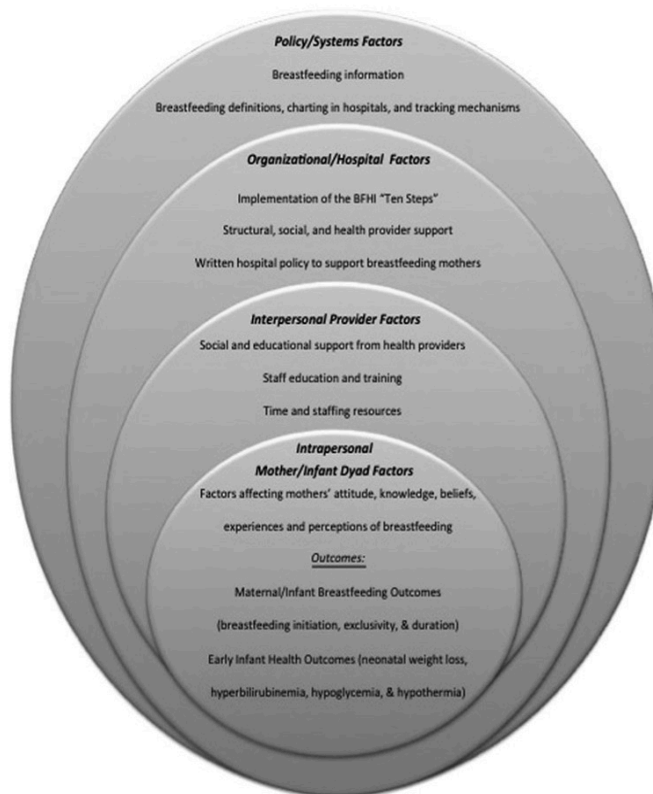 Policy/Systems Factors
Breastfeeding information
Breastfeeding definitions, charting in hospitals, and tracking mechanisms
Organizational/Hospital Factors
Implementation of the BFHI “Ten Steps”
Structural, social, and health provider support
Written hospital policy to support breastfeeding mothers
Interpersonal Provider Factors
Social and educational support from health providers
Staff education and training
Time and staffing resources
Intrapersonal
Mother/Infant Dyad Factors
Factors affecting mothers’ attitude, knowledge, beliefs,
experiences and perceptions of breastfeeding
Outcomes:
Maternal/Infant Breastfeeding Outcomes
(breastfeeding initiation, exclusivity, & duration)
Early Infant Health Outcomes (neonatal weight loss,
hyperbilirubinemia, hypoglycemia, & hypothermia)